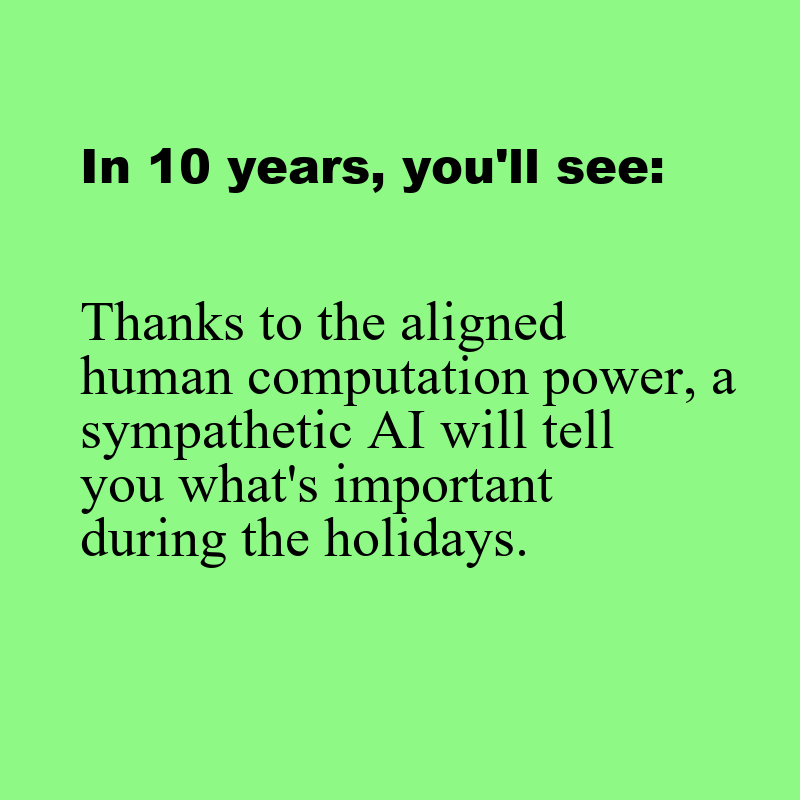 In 10 years, you'll see:
Thanks to the aligned
human computation power, a
sympathetic AI will tell
you what's important
during the holidays.